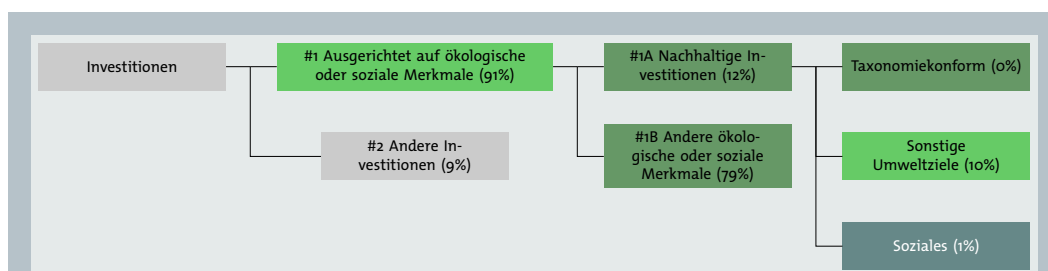 Investitionen
#1 Ausgerichtet auf ökologische
oder soziale Merkmale (91%)
#1A Nachhaltige In-
vestitionen (12%)
Taxonomiekonform (0%)
#2 Andere In-
vestitionen (9%)
#1B Andere ökolo-
gische oder soziale
Merkmale (79%)
Sonstige
Umweltziele (10%)
Soziales (1%)